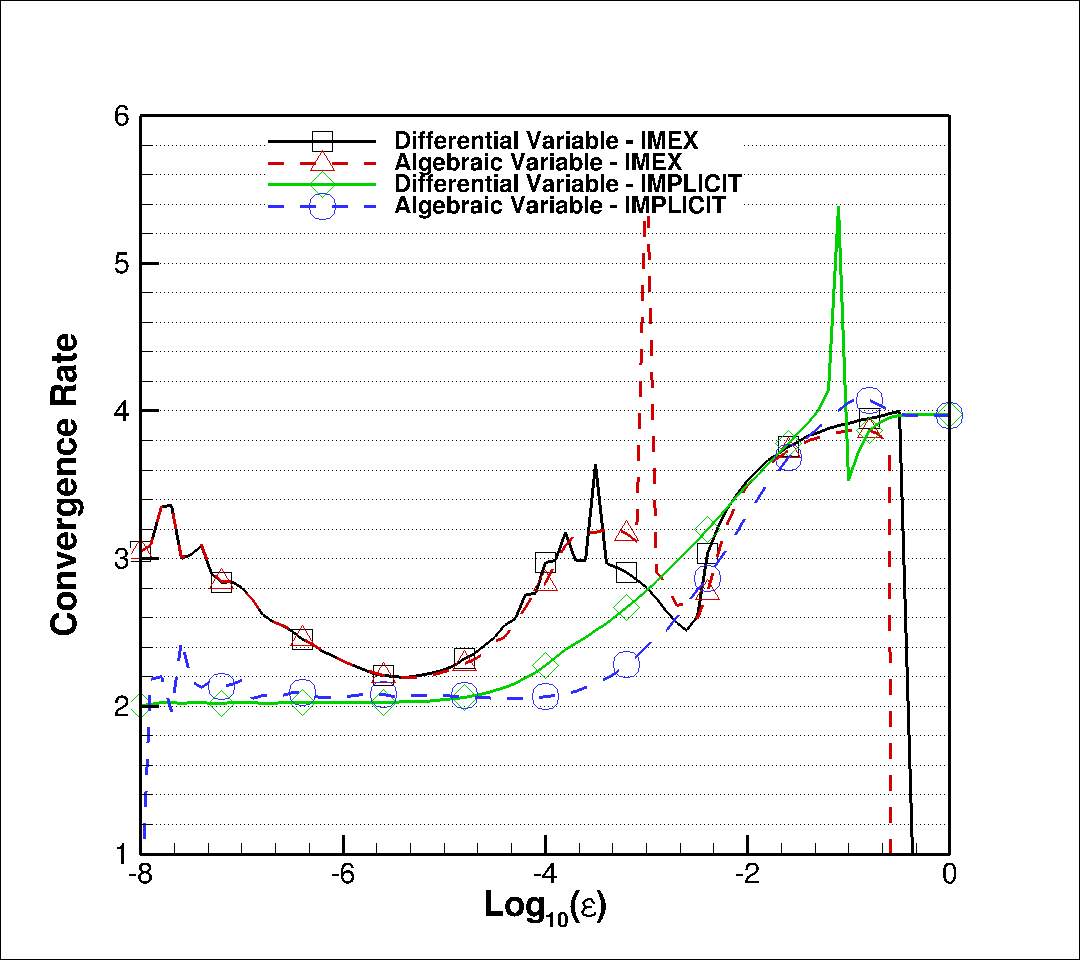 6
Differential Variable - IMEX
Algebraic Variable - IMEX
Differential Variable - IMPLICIT
Algebraic Variable - IMPLICIT
5
4
3
2
1
Convergence Rate
-8 -6 -4 -2 0
Log10(ε)